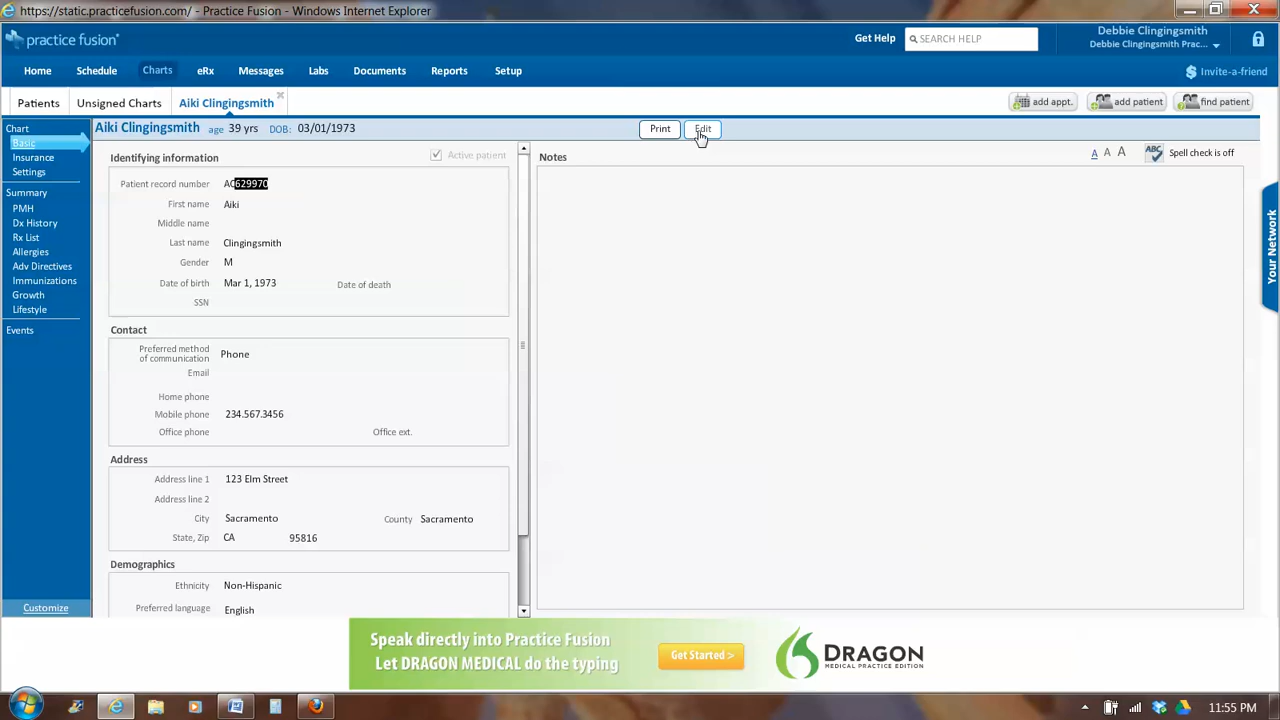 https://static.practicefusion.com/ - Practice Fusion - Windows Internet Explorer
practice fusion
Get Help
SEARCH HELP
Debbie Clingingsmith
Debbie Clingingsmith Prac...
Home Schedule Charts eRx Messages Labs Documents Reports Setup
Invite-a-friend
Patients Unsigned Charts Aiki Clingingsmith
add appt. add patient find patient
Chart
Basic
Insurance
Settings
Summary
PMH
Dx History
Rx List
Allergies
Adv Directives
Immunizations
Growth
Lifestyle
Events
Customize
Aiki Clingingsmith age 39 yrs DOB: 03/01/1973
Print Edit
Identifying information Active patient
Patient record number AC629970
First name Aiki
Middle name
Last name Clingingsmith
Gender M
Date of birth Mar 1, 1973 Date of death
SSN
Contact
Preferred method
of communication Phone
Email
Home phone
Mobile phone 234.567.3456
Office phone Office ext.
Address
Address line 1 123 Elm Street
Address line 2
City Sacramento County Sacramento
State, Zip CA 95816
Demographics
Ethnicity Non-Hispanic
Preferred language English
Notes
A A A ABC Spell check is off
Your Network
Speak directly into Practice Fusion
Let DRAGON MEDICAL do the typing
Get Started >
DRAGON
MEDICAL PRACTICE EDITION
11:55 PM